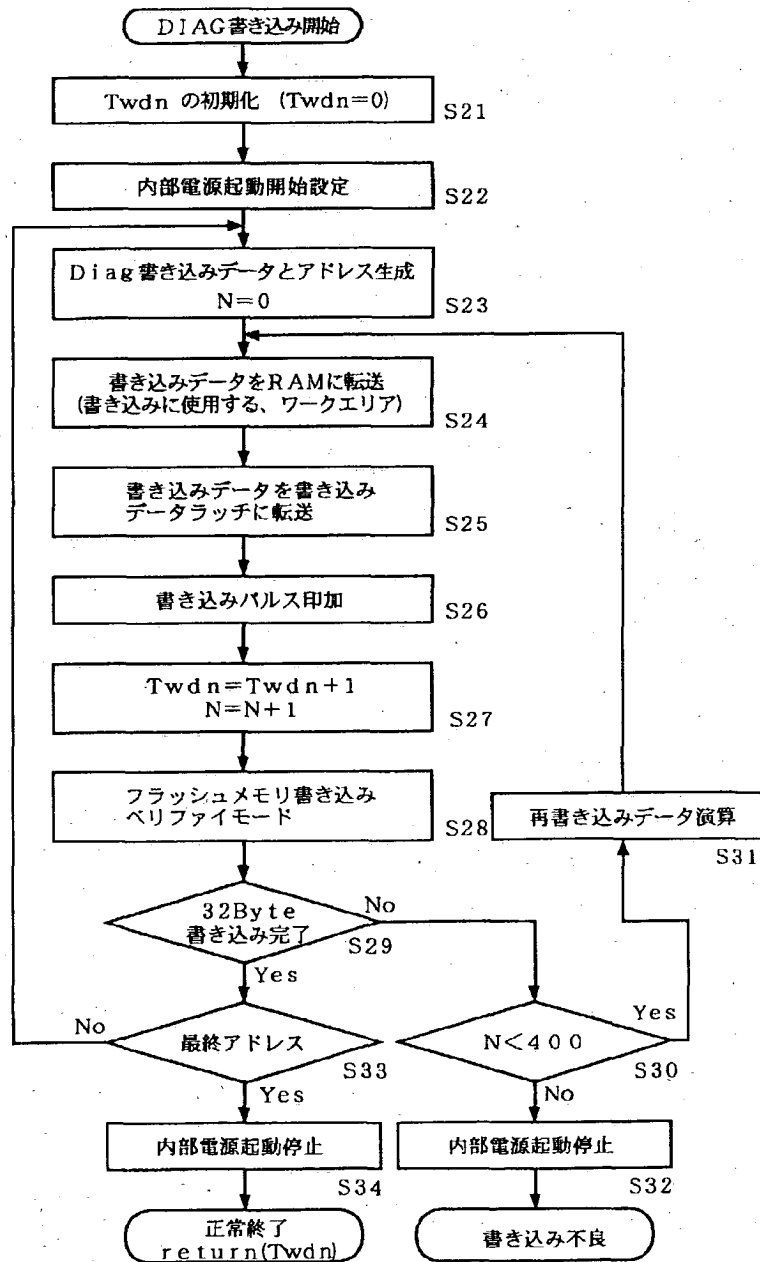 DIAG書き込み開始
Twdn の初期化 (Twdn=0)
S21
内部電源起動開始設定
S22
Diag書き込みデータとアドレス生成
N=0
S23
書き込みデータをRAMに転送
(書き込みに使用する、ワークエリア)
S24
書き込みデータを書き込み
データラッチに転送
S25
書き込みパルス印加
S26
Twdn=Twdn+1
N=N+1
S27
フラッシュメモリ書き込み
ベリファイモード
S28
再書き込みデータ演算
S31
32Byte
書き込み完了
No
S29
Yes
No
最終アドレス
S33
Yes
N<400
Yes
S30
No
内部電源起動停止
S34
内部電源起動停止
S32
正常終了
return(Twdn)
書き込み不良